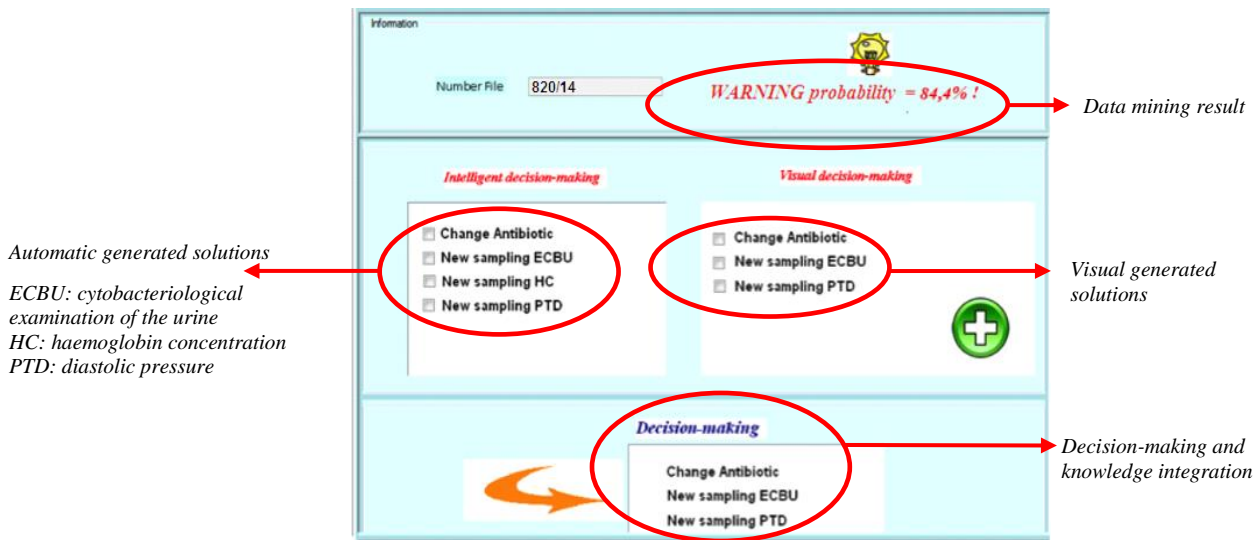 Information
Number File 820/14
WARNING probability = 84,4% !
Data mining result
Intelligent decision-making
Change Antibiotic
New sampling ECBU
New sampling HC
New sampling PTD
Visual decision-making
Change Antibiotic
New sampling ECBU
New sampling PTD
Automatic generated solutions
ECBU: cytobacteriological
examination of the urine
HC: haemoglobin concentration
PTD: diastolic pressure
Visual generated
solutions
Decision-making
Change Antibiotic
New sampling ECBU
New sampling PTD
Decision-making and
knowledge integration